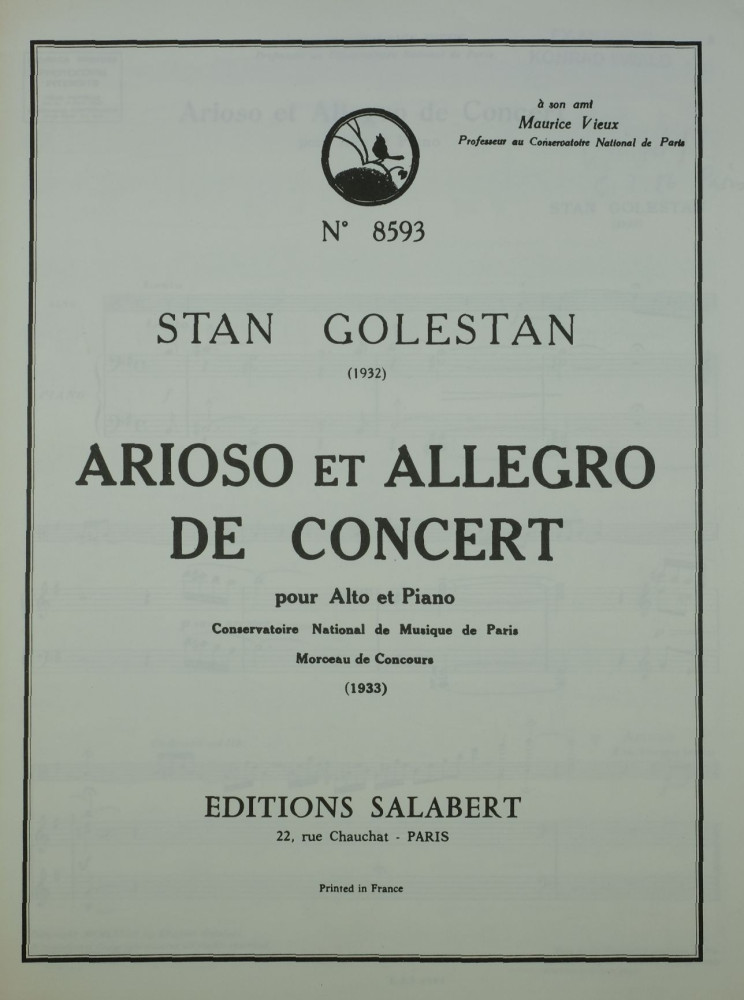 à son ami
Maurice Vieux
Professeur au Conservatoire National de Paris
N° 8593
STAN GOLESTAN
(1932)
ARIOSO ET ALLEGRO
DE CONCERT
pour Alto et Piano
Conservatoire National de Musique de Paris
Morceau de Concours
(1933)
EDITIONS SALABERT
22, rue Chauchat - PARIS
Printed in France